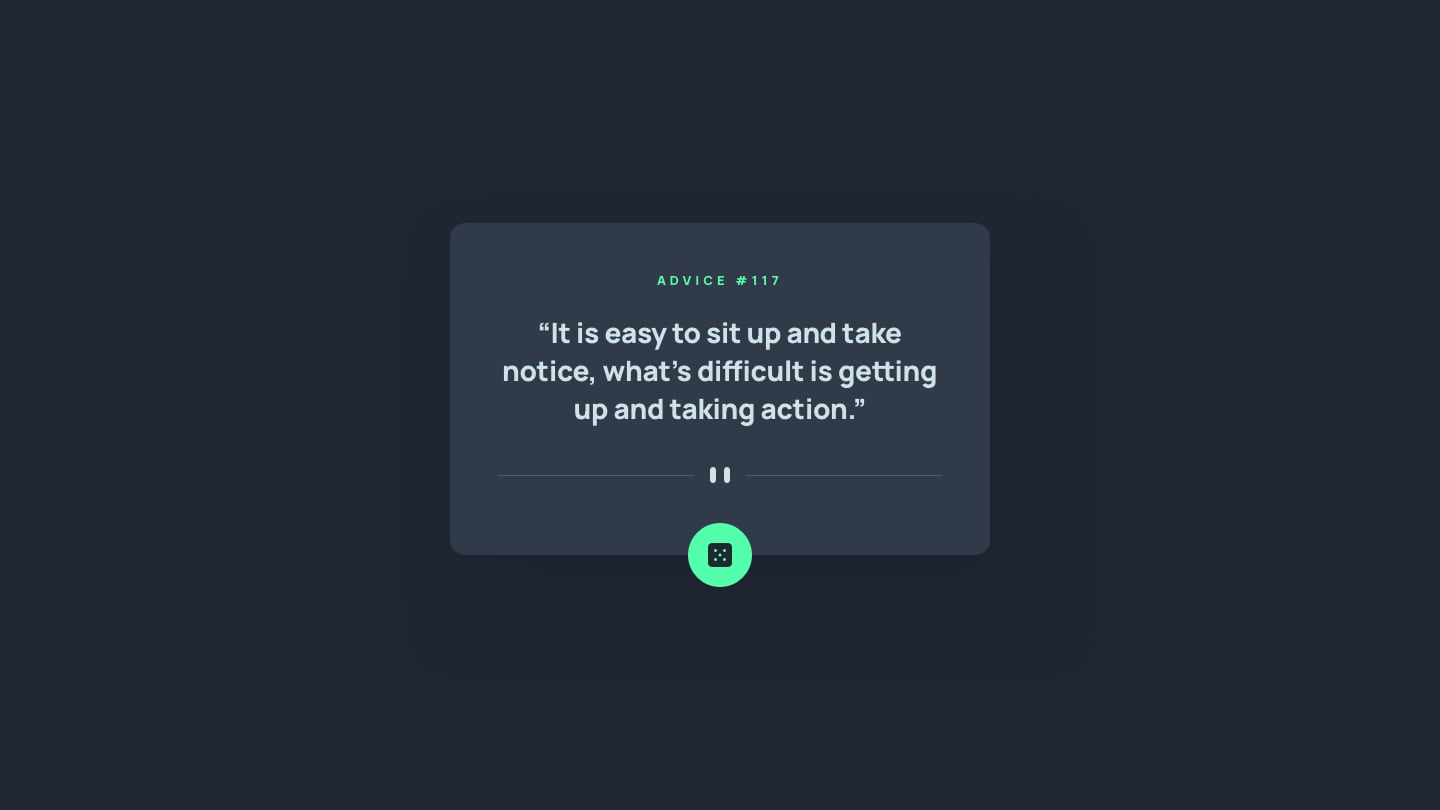 ADVICE #117
“It is easy to sit up and take
notice, what’s difficult is getting
up and taking action.”